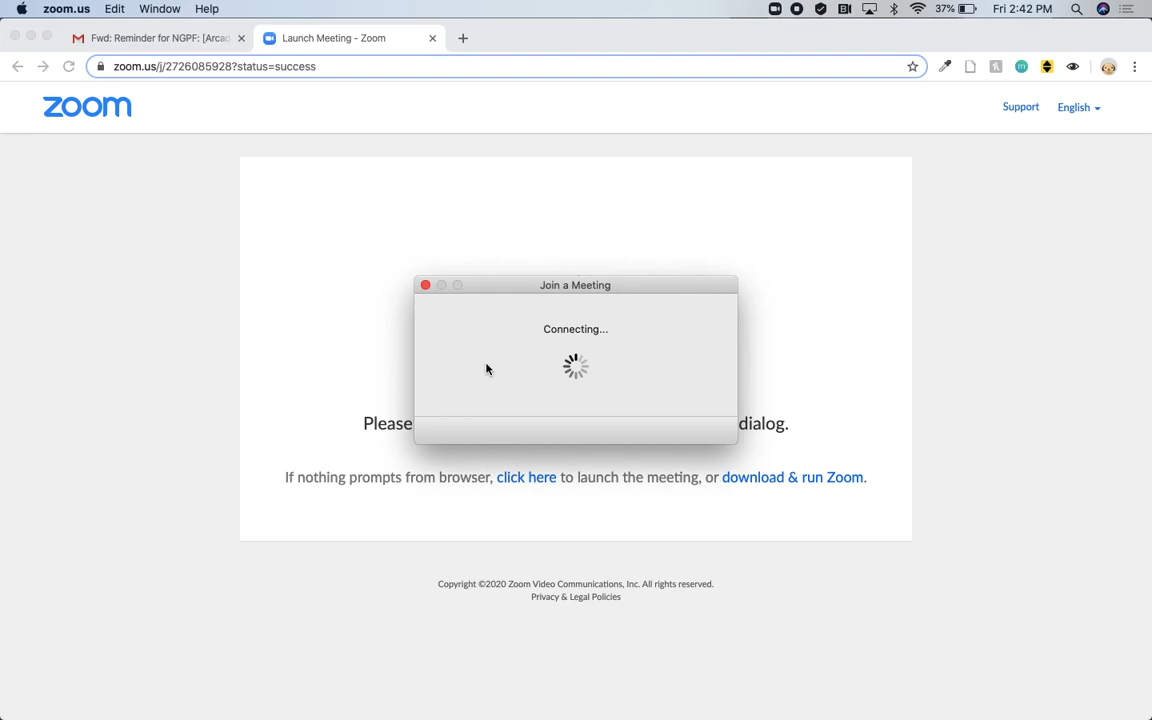 zoom.us Edit Window Help 37% Fri 2:42 PM
Fwd: Reminder for NGPF: [Arcad Launch Meeting - Zoom
zoom.us/j/2726085928?status=success
zoom Support English
Join a Meeting
Connecting...
Please dialog.
If nothing prompts from browser, click here to launch the meeting, or download & run Zoom.
Copyright ©2020 Zoom Video Communications, Inc. All rights reserved.
Privacy & Legal Policies